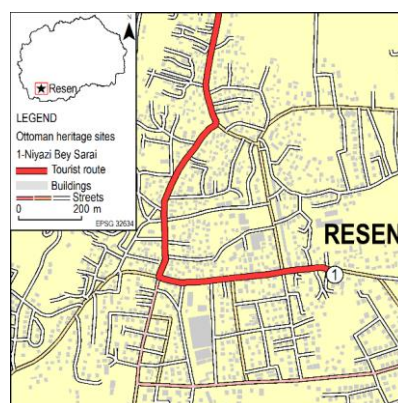 N
Resen
LEGEND
Ottoman heritage sites
1-Niyazi Bey Sarai
Tourist route
Buildings
Streets
0 200 m
EPSG 32634
RESEN
1